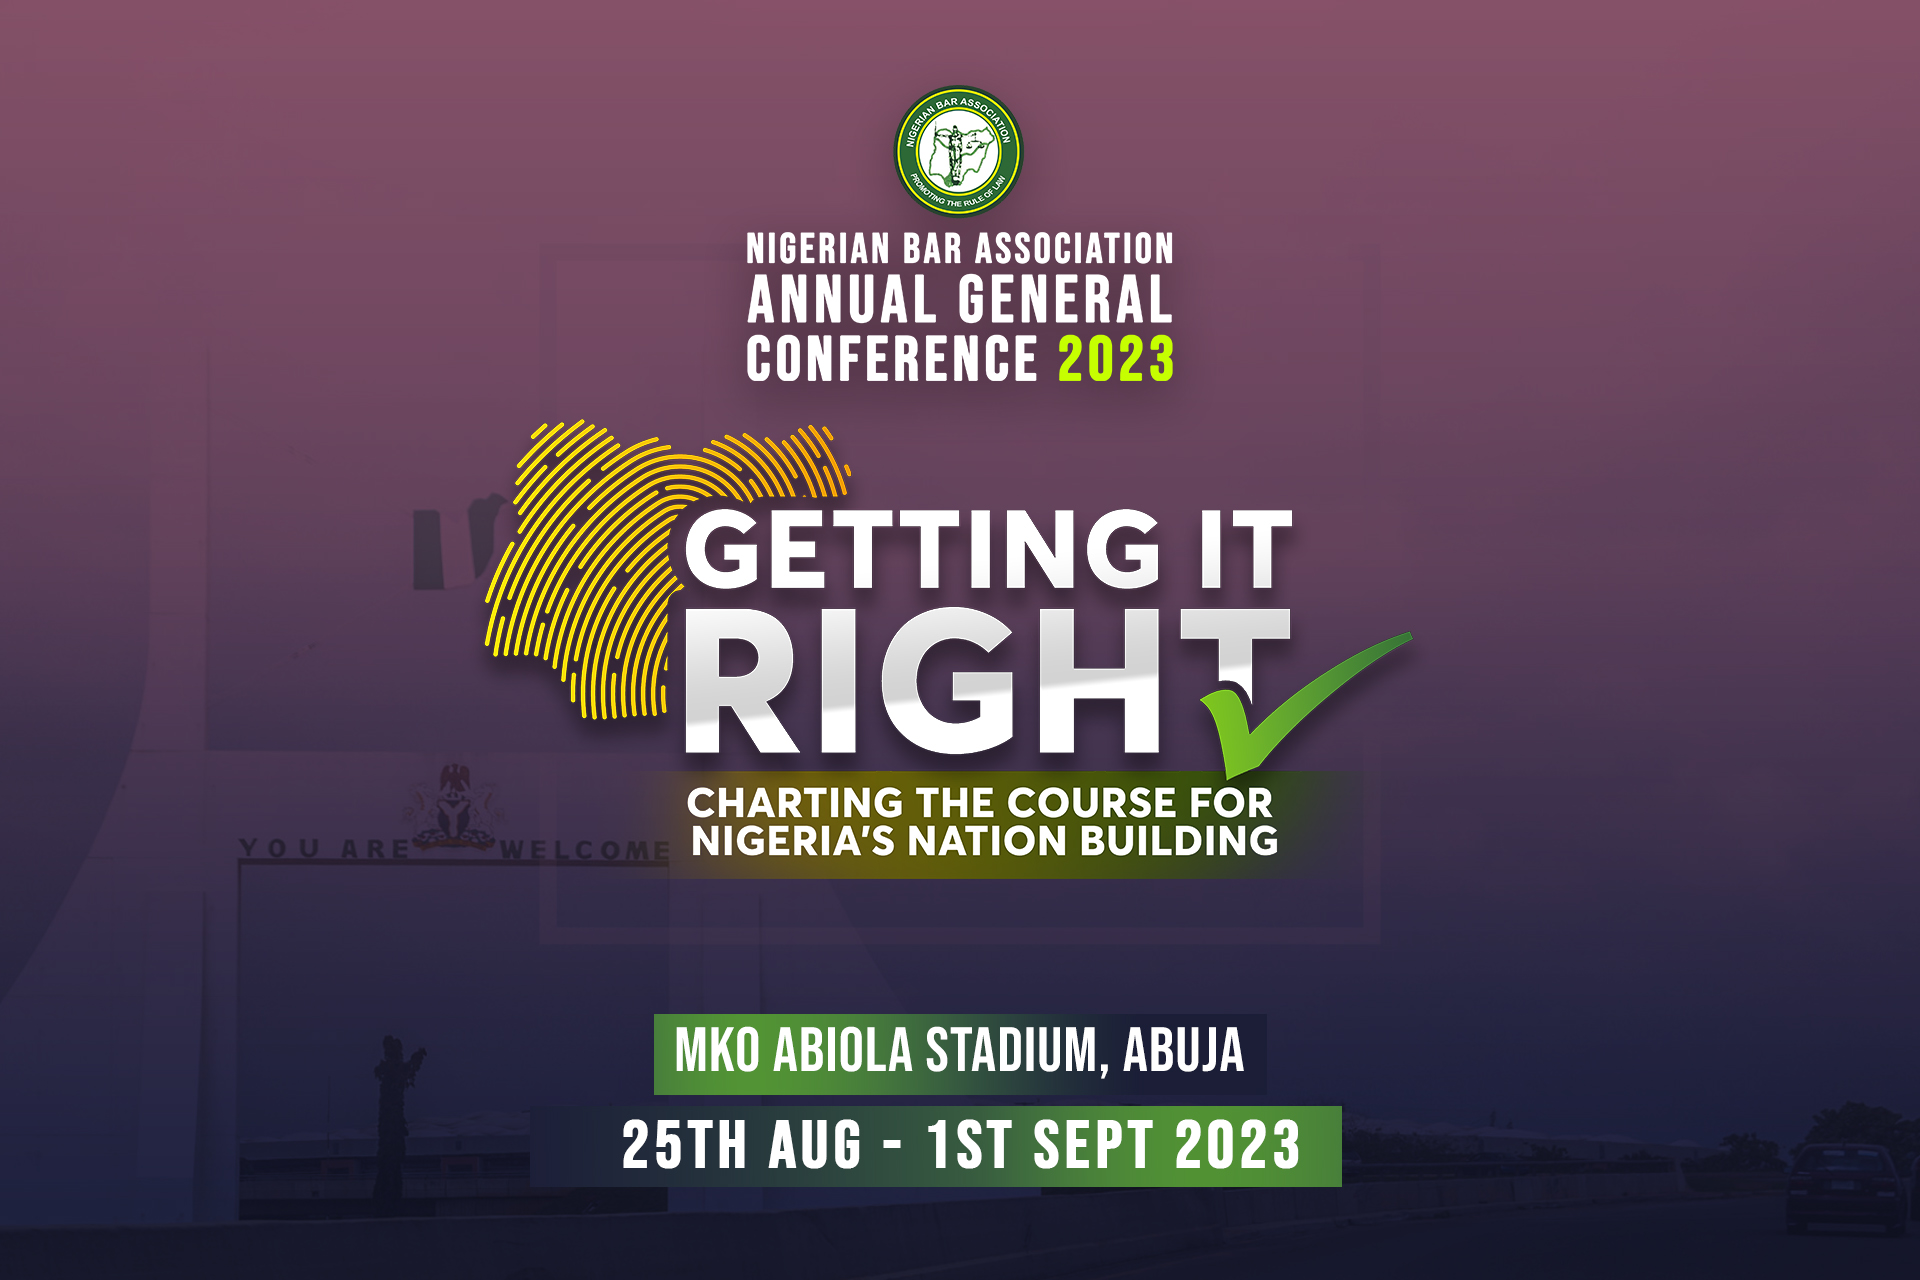 NIGERIAN BAR ASSOCIATION
PROMOTING THE RULE OF LAW
NIGERIAN BAR ASSOCIATION
ANNUAL GENERAL
CONFERENCE 2023
GETTING IT
RIGHT
CHARTING THE COURSE FOR
NIGERIA'S NATION BUILDING
YOU ARE WELCOME
MKO ABIOLA STADIUM, ABUJA
25TH AUG - 1ST SEPT 2023